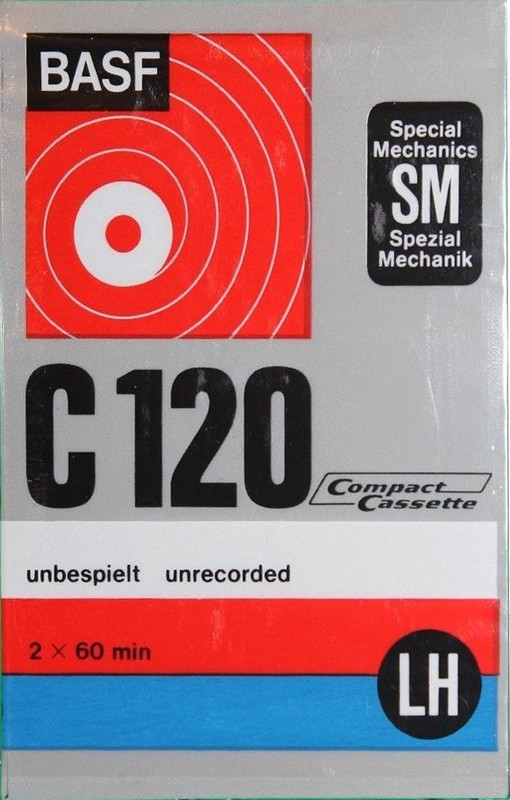 BASF
Special
Mechanics
SM
Spezial
Mechanik
C 120
Compact
Cassette
unbespielt unrecorded
2 × 60 min
LH